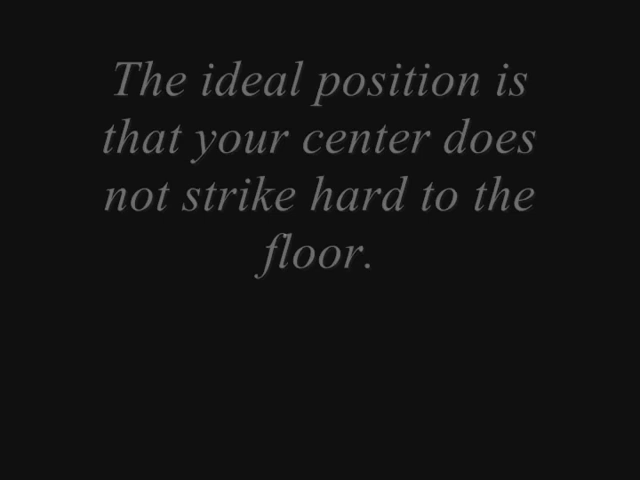 The ideal position is
that your center does
not strike hard to the
floor.